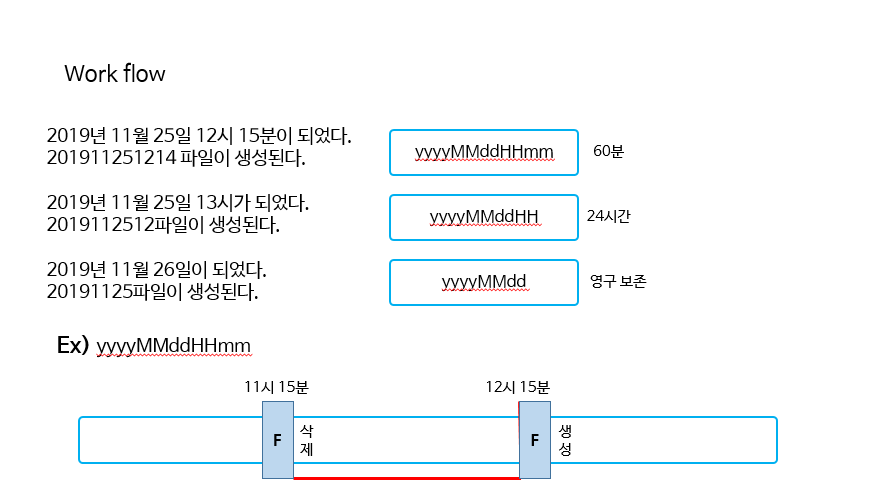 Work flow
2019년 11월 25일 12시 15분이 되었다.
201911251214 파일이 생성된다.
yyyyMMddHHmm
60분
2019년 11월 25일 13시가 되었다.
2019112512파일이 생성된다.
yyyyMMddHH
24시간
2019년 11월 26일이 되었다.
20191125파일이 생성된다.
yyyyMMdd
영구 보존
Ex) yyyyMMddHHmm
11시 15분
12시 15분
F
삭
제
F
생
성